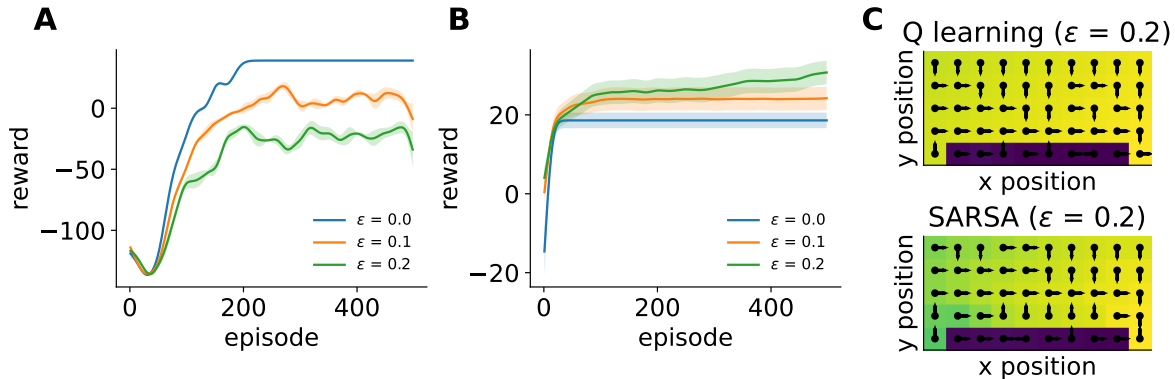 A
reward
0
−50
−100
0
200
400
episode
ε = 0.0
ε = 0.1
ε = 0.2
B
reward
20
0
−20
0
200
400
episode
ε = 0.0
ε = 0.1
ε = 0.2
C
Q learning (ε = 0.2)
y position
x position
SARSA (ε = 0.2)
y position
x position